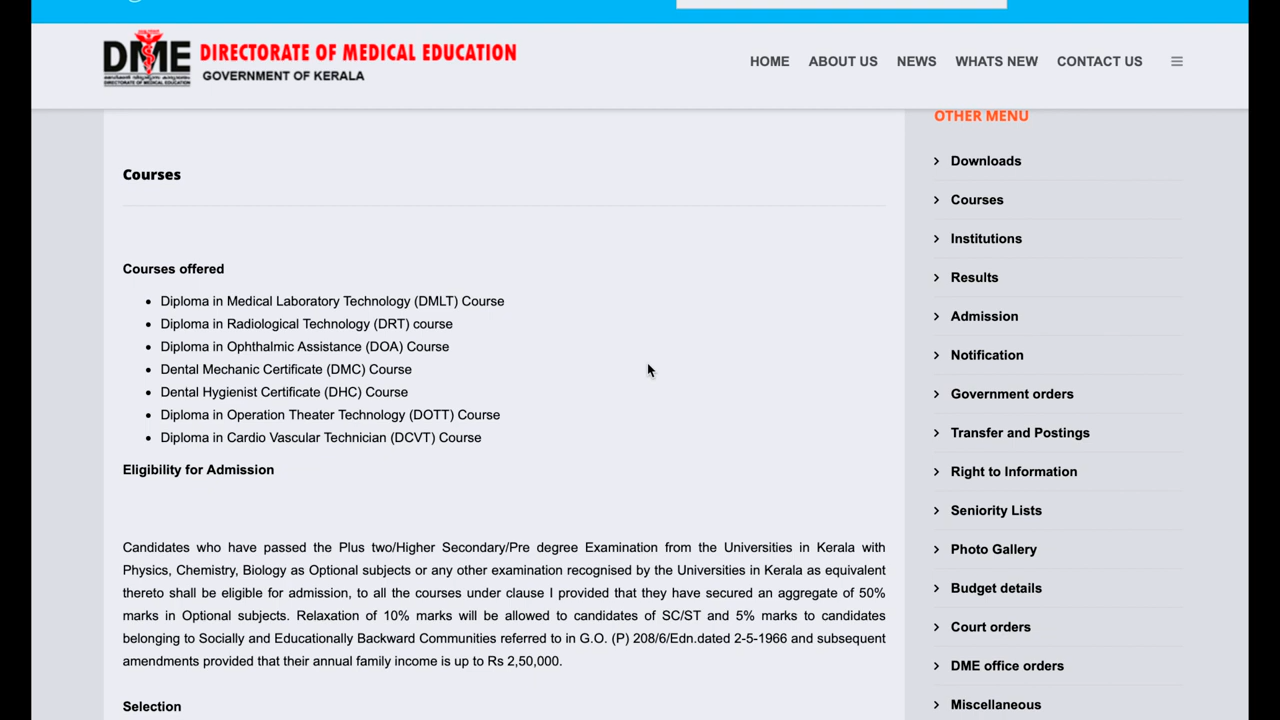 DME DIRECTORATE OF MEDICAL EDUCATION
GOVERNMENT OF KERALA
DIRECTORATE OF MEDICAL EDUCATION
HOME ABOUT US NEWS WHATS NEW CONTACT US
OTHER MENU
Downloads
Courses
Institutions
Results
Admission
Notification
Government orders
Transfer and Postings
Right to Information
Seniority Lists
Photo Gallery
Budget details
Court orders
DME office orders
Miscellaneous
Courses
Courses offered
• Diploma in Medical Laboratory Technology (DMLT) Course
• Diploma in Radiological Technology (DRT) course
• Diploma in Ophthalmic Assistance (DOA) Course
• Dental Mechanic Certificate (DMC) Course
• Dental Hygienist Certificate (DHC) Course
• Diploma in Operation Theater Technology (DOTT) Course
• Diploma in Cardio Vascular Technician (DCVT) Course
Eligibility for Admission
Candidates who have passed the Plus two/Higher Secondary/Pre degree Examination from the Universities in Kerala with
Physics, Chemistry, Biology as Optional subjects or any other examination recognised by the Universities in Kerala as equivalent
thereto shall be eligible for admission, to all the courses under clause I provided that they have secured an aggregate of 50%
marks in Optional subjects. Relaxation of 10% marks will be allowed to candidates of SC/ST and 5% marks to candidates
belonging to Socially and Educationally Backward Communities referred to in G.O. (P) 208/6/Edn.dated 2-5-1966 and subsequent
amendments provided that their annual family income is up to Rs 2,50,000.
Selection